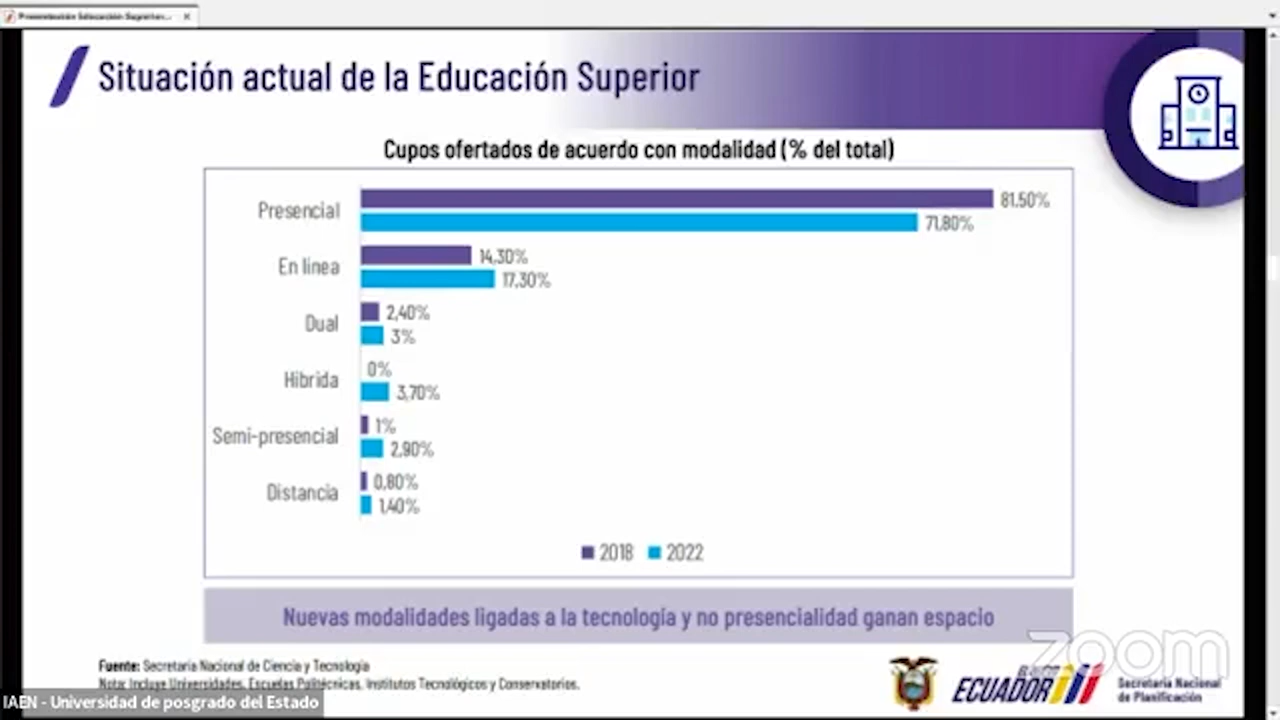 Presentación Educación Superior...
Situación actual de la Educación Superior
Cupos ofertados de acuerdo con modalidad (% del total)
Presencial
81,50%
71,80%
En línea
14,30%
17,30%
Dual
2,40%
3%
Híbrida
0%
3,70%
Semi-presencial
1%
2,90%
Distancia
0,80%
1,40%
2018 2022
Nuevas modalidades ligadas a la tecnología y no presencialidad ganan espacio
Fuente: Secretaría Nacional de Ciencia y Tecnología
Nota: Incluye Universidades, Escuelas Politécnicas, Institutos Tecnológicos y Conservatorios.
IAEN - Universidad de posgrado del Estado
zoom
ECUADOR
Secretaría Nacional
de Planificación